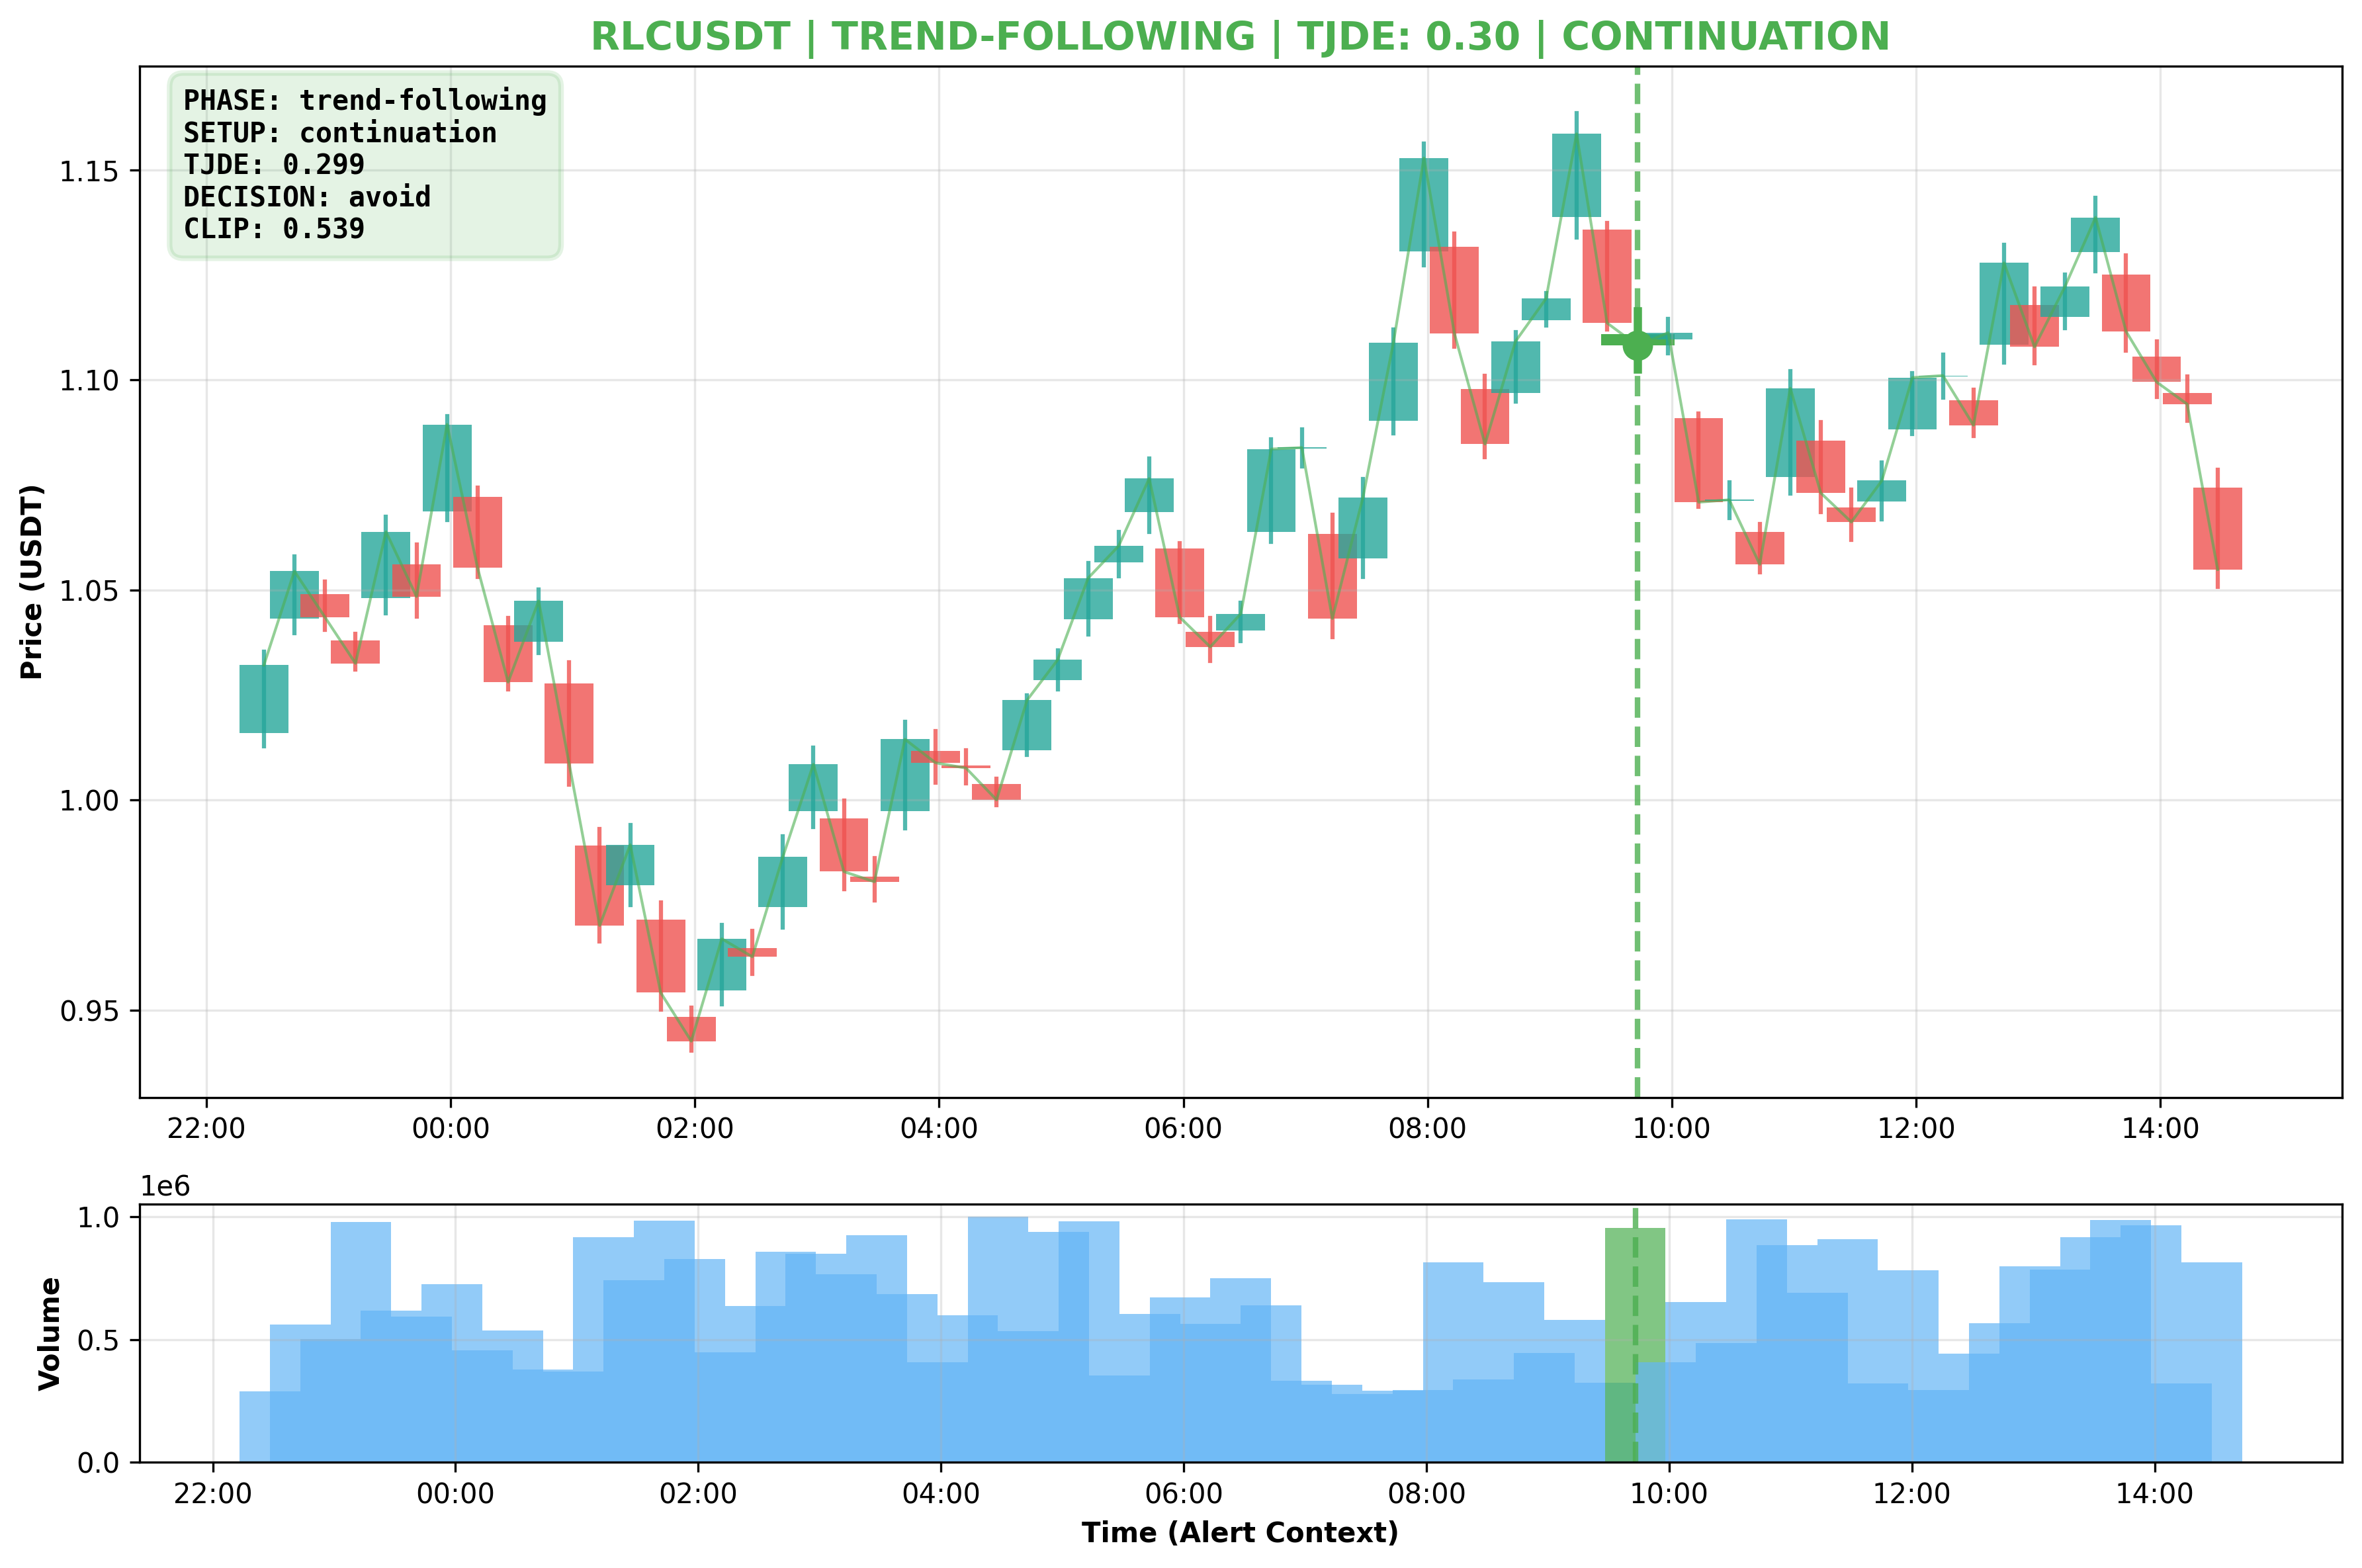 RLCUSDT | TREND-FOLLOWING | TJDE: 0.30 | CONTINUATION
PHASE: trend-following
SETUP: continuation
TJDE: 0.299
DECISION: avoid
CLIP: 0.539
Price (USDT)
1.15
1.10
1.05
1.00
0.95
22:00 00:00 02:00 04:00 06:00 08:00 10:00 12:00 14:00
1e6
Volume
1.0
0.5
0.0
22:00 00:00 02:00 04:00 06:00 08:00 10:00 12:00 14:00
Time (Alert Context)